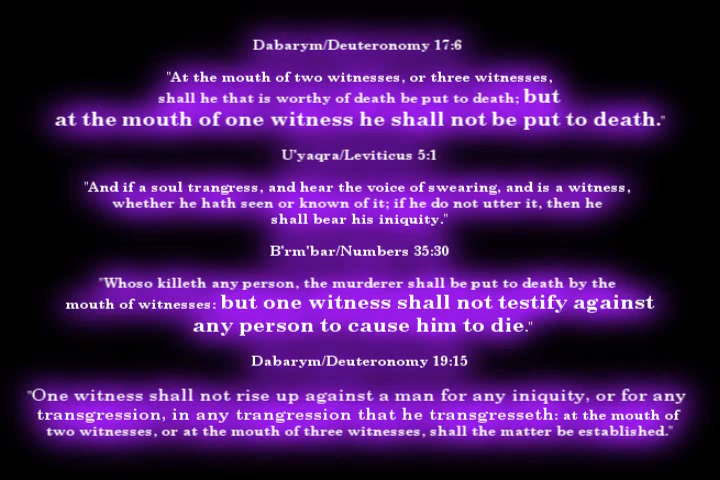 Dabarym/Deuteronomy 17:6
"At the mouth of two witnesses, or three witnesses,
shall he that is worthy of death be put to death; but
at the mouth of one witness he shall not be put to death."
U'yaqra/Leviticus 5:1
"And if a soul trangress, and hear the voice of swearing, and is a witness,
whether he hath seen or known of it; if he do not utter it, then he
shall bear his iniquity."
B'rm'bar/Numbers 35:30
"Whoso killeth any person, the murderer shall be put to death by the
mouth of witnesses: but one witness shall not testify against
any person to cause him to die."
Dabarym/Deuteronomy 19:15
"One witness shall not rise up against a man for any iniquity, or for any
transgression, in any trangression that he transgresseth: at the mouth of
two witnesses, or at the mouth of three witnesses, shall the matter be established."